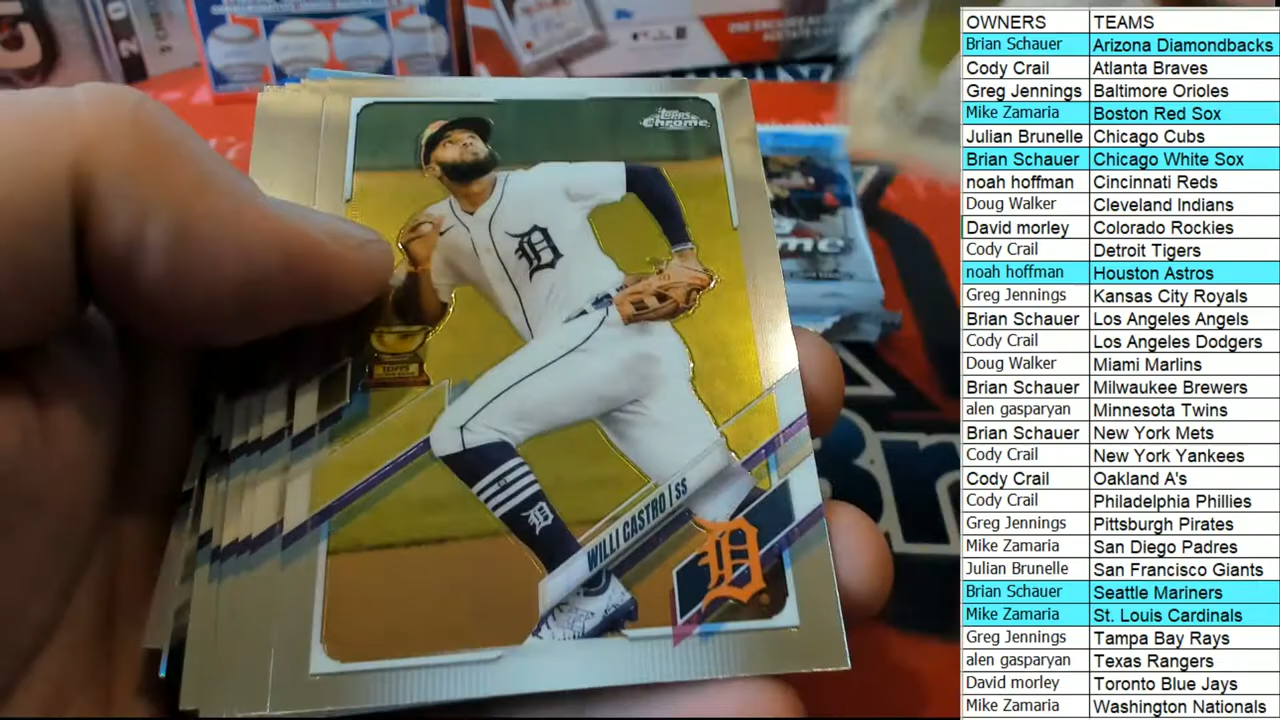 Topps
Chrome
D
TOPPS
D
WILLI CASTRO | SS
D
OWNERS TEAMS
Brian Schauer Arizona Diamondbacks
Cody Crail Atlanta Braves
Greg Jennings Baltimore Orioles
Mike Zamaria Boston Red Sox
Julian Brunelle Chicago Cubs
Brian Schauer Chicago White Sox
noah hoffman Cincinnati Reds
Doug Walker Cleveland Indians
David morley Colorado Rockies
Cody Crail Detroit Tigers
noah hoffman Houston Astros
Greg Jennings Kansas City Royals
Brian Schauer Los Angeles Angels
Cody Crail Los Angeles Dodgers
Doug Walker Miami Marlins
Brian Schauer Milwaukee Brewers
alen gasparyan Minnesota Twins
Brian Schauer New York Mets
Cody Crail New York Yankees
Cody Crail Oakland A's
Cody Crail Philadelphia Phillies
Greg Jennings Pittsburgh Pirates
Mike Zamaria San Diego Padres
Julian Brunelle San Francisco Giants
Brian Schauer Seattle Mariners
Mike Zamaria St. Louis Cardinals
Greg Jennings Tampa Bay Rays
alen gasparyan Texas Rangers
David morley Toronto Blue Jays
Mike Zamaria Washington Nationals